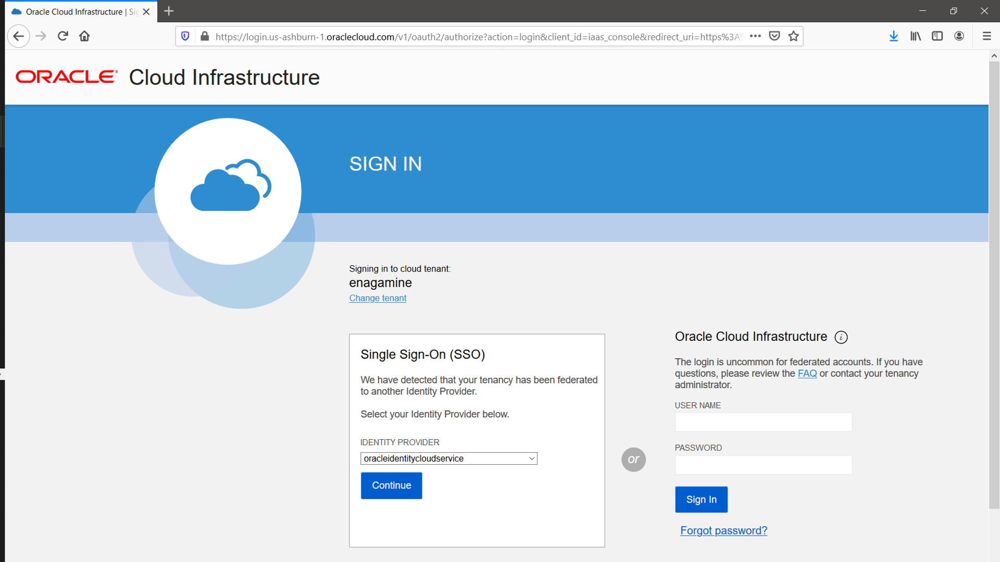 Oracle Cloud Infrastructure | Sig
https://login.us-ashburn-1.oraclecloud.com/v1/oauth2/authorize?action=login&client_id=iaas_console&redirect_uri=https%3A%
ORACLE® Cloud Infrastructure
SIGN IN
Signing in to cloud tenant:
enagamine
Change tenant
Single Sign-On (SSO)
We have detected that your tenancy has been federated
to another Identity Provider.
Select your Identity Provider below.
IDENTITY PROVIDER
oracleidentitycloudservice
Continue
or
Oracle Cloud Infrastructure i
The login is uncommon for federated accounts. If you have
questions, please review the FAQ or contact your tenancy
administrator.
USER NAME
PASSWORD
Sign In
Forgot password?